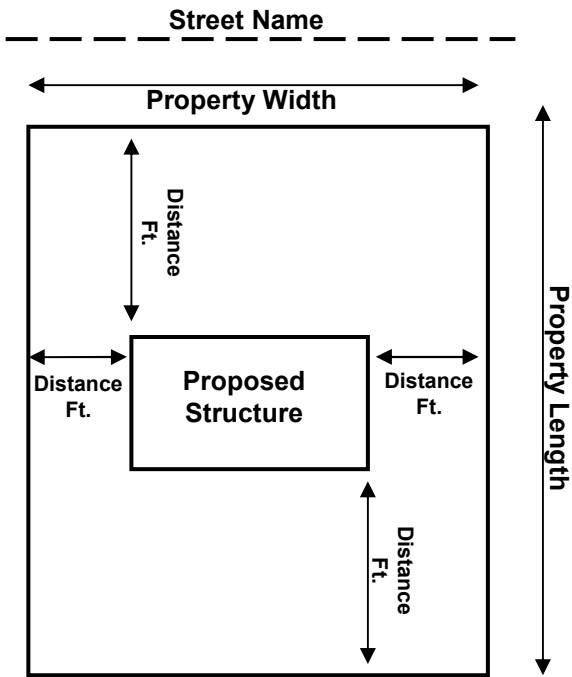 Street Name
Property Width
Distance
Ft.
Distance
Ft.
Proposed
Structure
Distance
Ft.
Property Length
Distance
Ft.